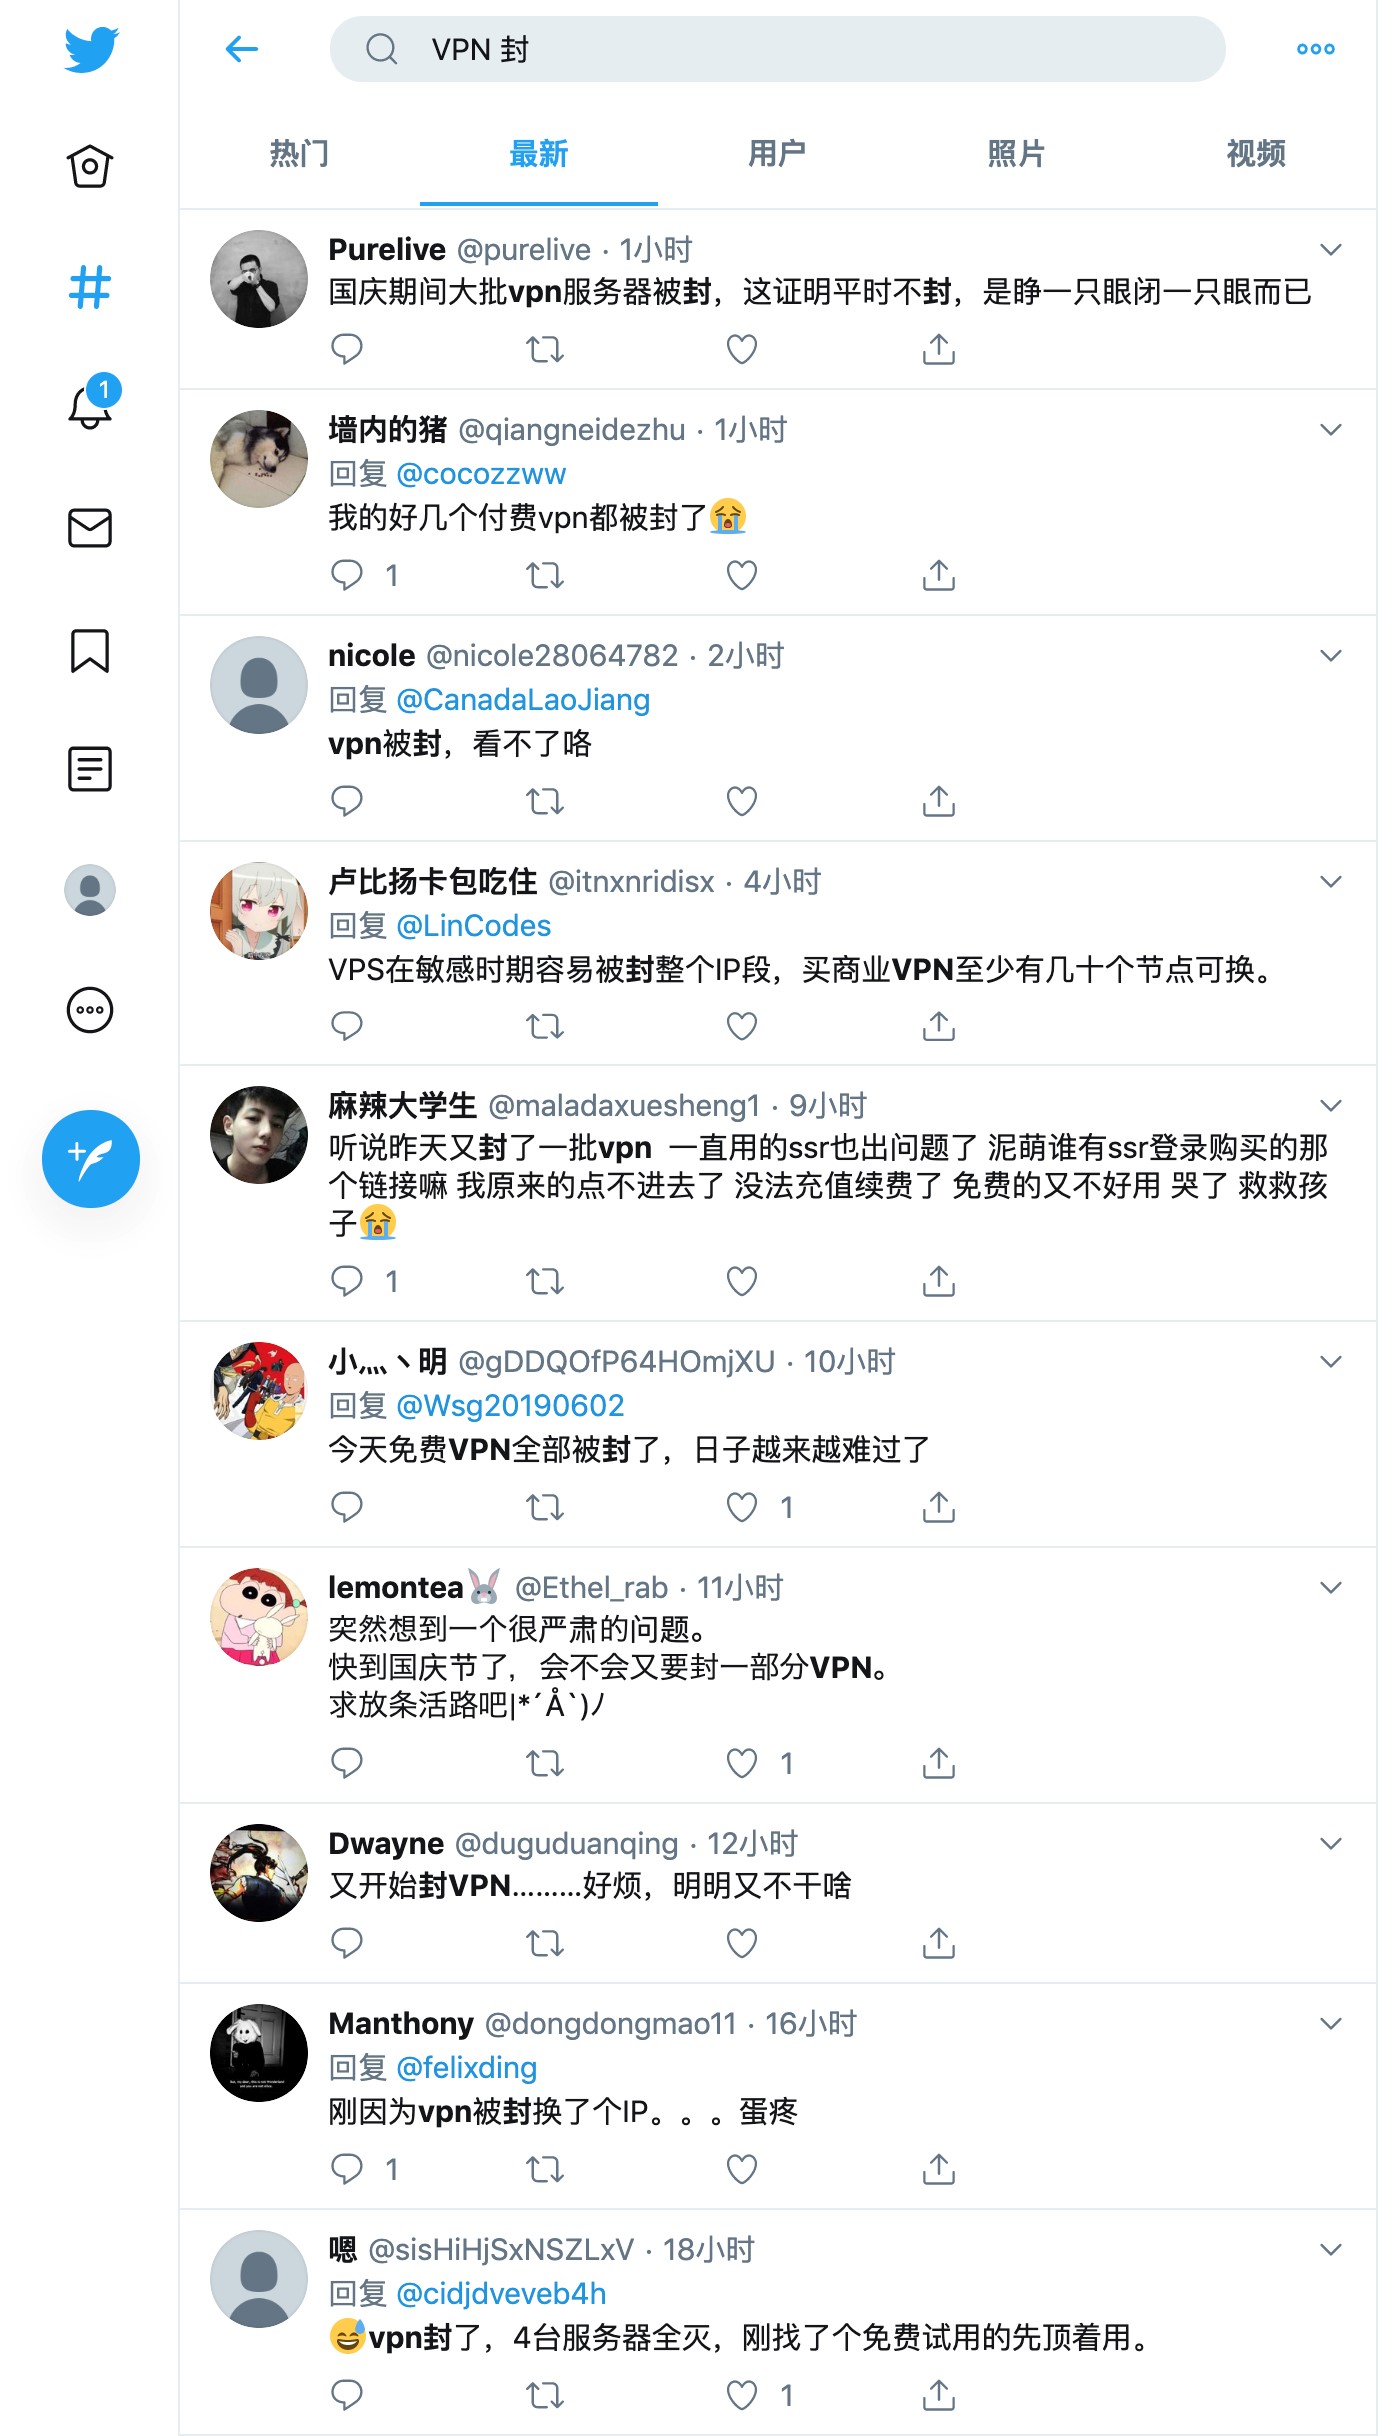 VPN 封
热门 最新 用户 照片 视频
1
Purelive @purelive · 1小时
国庆期间大批vpn服务器被封，这证明平时不封，是睁一只眼闭一只眼而已
墙内的猪 @qiangneidezhu · 1小时
回复 @cocozzww
我的好几个付费vpn都被封了😭
1
nicole @nicole28064782 · 2小时
回复 @CanadaLaoJiang
vpn被封，看不了咯
卢比扬卡包吃住 @itnxnridisx · 4小时
回复 @LinCodes
VPS在敏感时期容易被封整个IP段，买商业VPN至少有几十个节点可换。
麻辣大学生 @maladaxuesheng1 · 9小时
听说昨天又封了一批vpn 一直用的ssr也出问题了 泥萌谁有ssr登录购买的那
个链接嘛 我原来的点不进去了 没法充值续费了 免费的又不好用 哭了 救救孩
子😭
1
小灬丶明 @gDDQOfP64HOmjXU · 10小时
回复 @Wsg20190602
今天免费VPN全部被封了，日子越来越难过了
1
lemontea🐰 @Ethel_rab · 11小时
突然想到一个很严肃的问题。
快到国庆节了，会不会又要封一部分VPN。
求放条活路吧|*´Å`)ﾉ
1
Dwayne @duguduanqing · 12小时
又开始封VPN.........好烦，明明又不干啥
Manthony @dongdongmao11 · 16小时
回复 @felixding
刚因为vpn被封换了个IP。。。蛋疼
1
嗯 @sisHiHjSxNSZLxV · 18小时
回复 @cidjdveveb4h
😅vpn封了，4台服务器全灭，刚找了个免费试用的先顶着用。
1